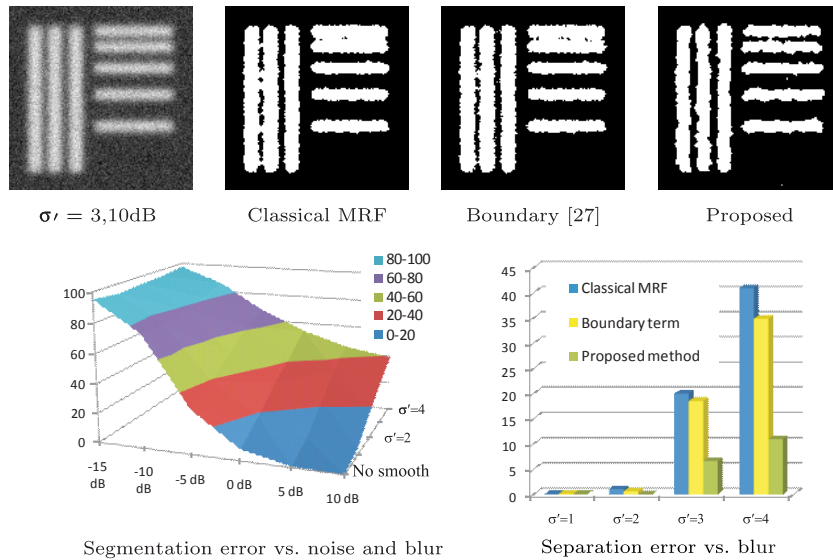 σ′ = 3,10dB
Classical MRF
Boundary [27]
Proposed
80-100
60-80
40-60
20-40
0-20
100
80
60
40
20
0
-15 dB
-10 dB
-5 dB
0 dB
5 dB
10 dB
σ′=4
σ′=2
No smooth
Segmentation error vs. noise and blur
45
40
35
30
25
20
15
10
5
0
Classical MRF
Boundary term
Proposed method
σ′=1
σ′=2
σ′=3
σ′=4
Separation error vs. blur